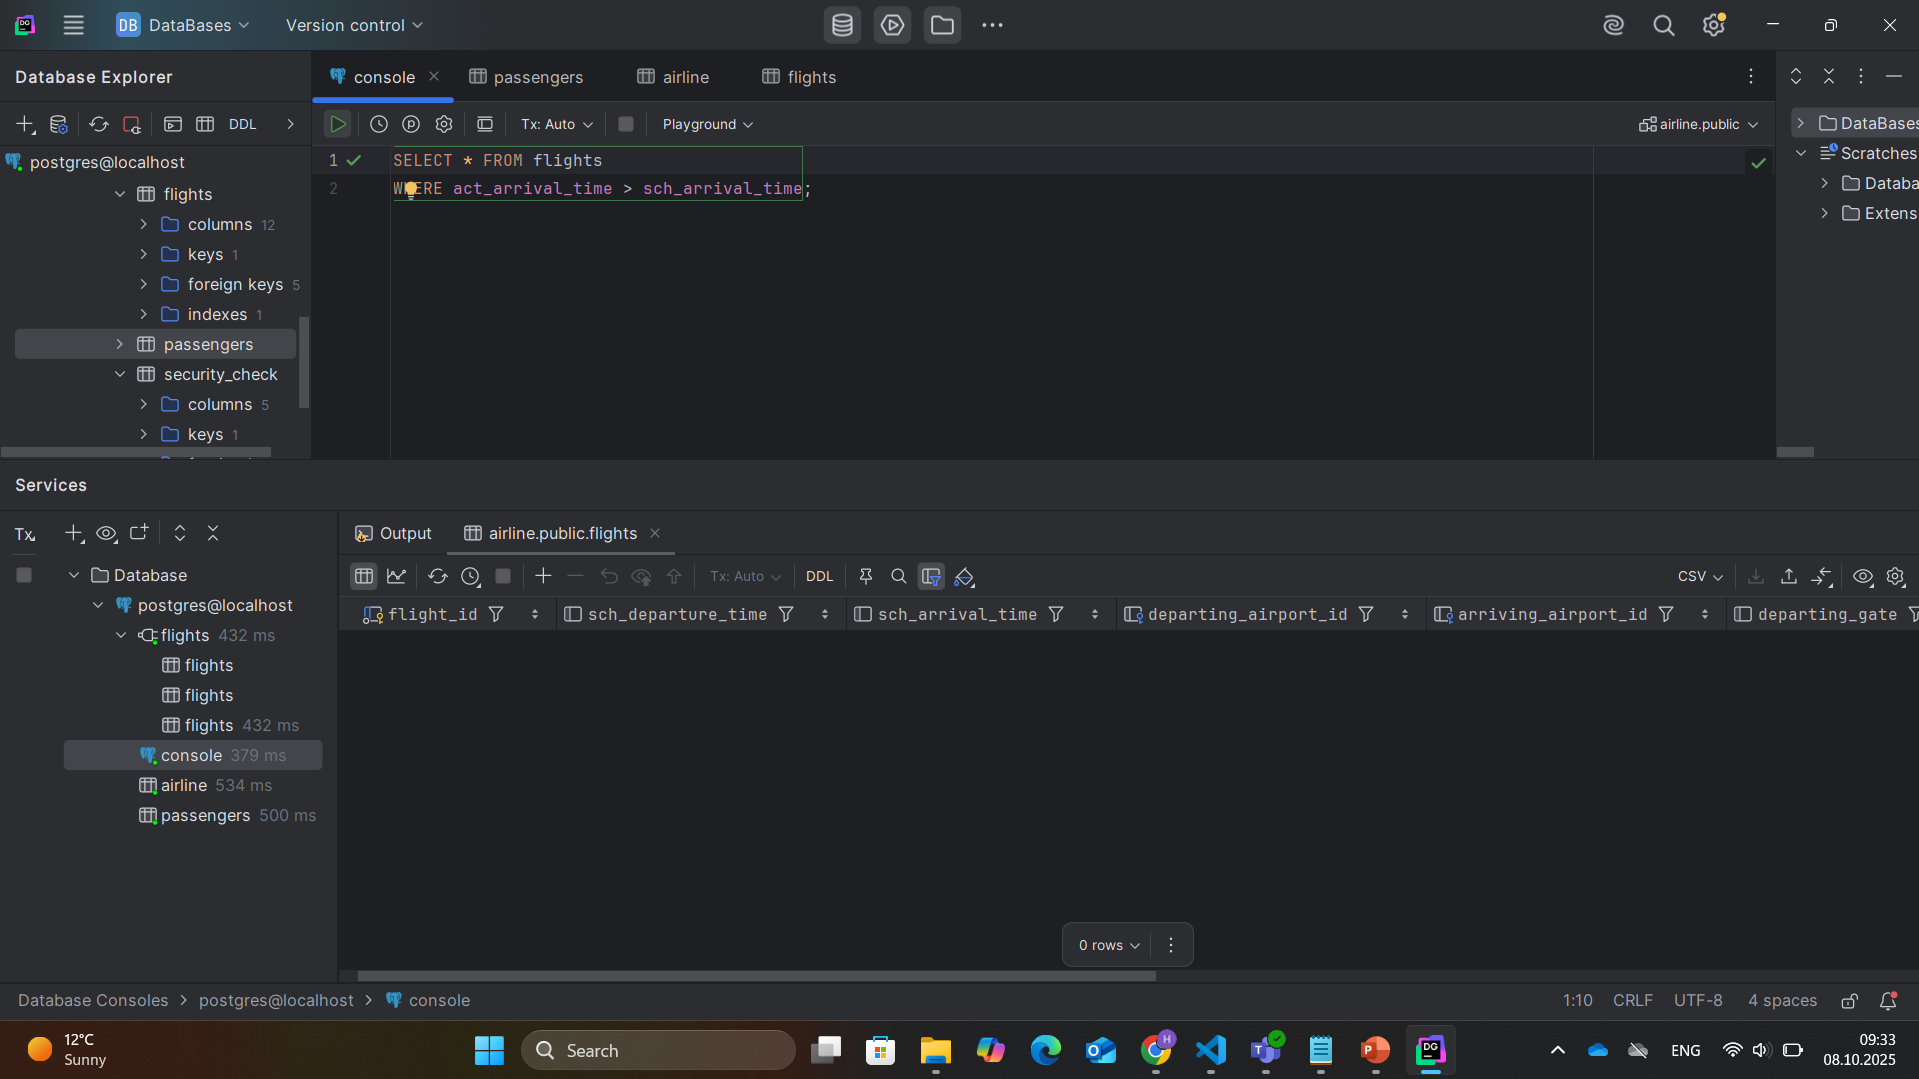 DB DataBases Version control
Database Explorer
console passengers airline flights
DDL
Tx: Auto Playground airline.public
1 SELECT * FROM flights
2 WHERE act_arrival_time > sch_arrival_time;
postgres@localhost
flights
columns 12
keys 1
foreign keys 5
indexes 1
passengers
security_check
columns 5
keys 1
DataBases
Scratches
Databa
Extens
Services
Tx
Database
postgres@localhost
flights 432 ms
flights
flights
flights 432 ms
console 379 ms
airline 534 ms
passengers 500 ms
Output airline.public.flights
Tx: Auto DDL CSV
flight_id sch_departure_time sch_arrival_time departing_airport_id arriving_airport_id departing_gate
0 rows
Database Consoles > postgres@localhost > console 1:10 CRLF UTF-8 4 spaces
12°C
Sunny
Search
ENG
09:33
08.10.2025